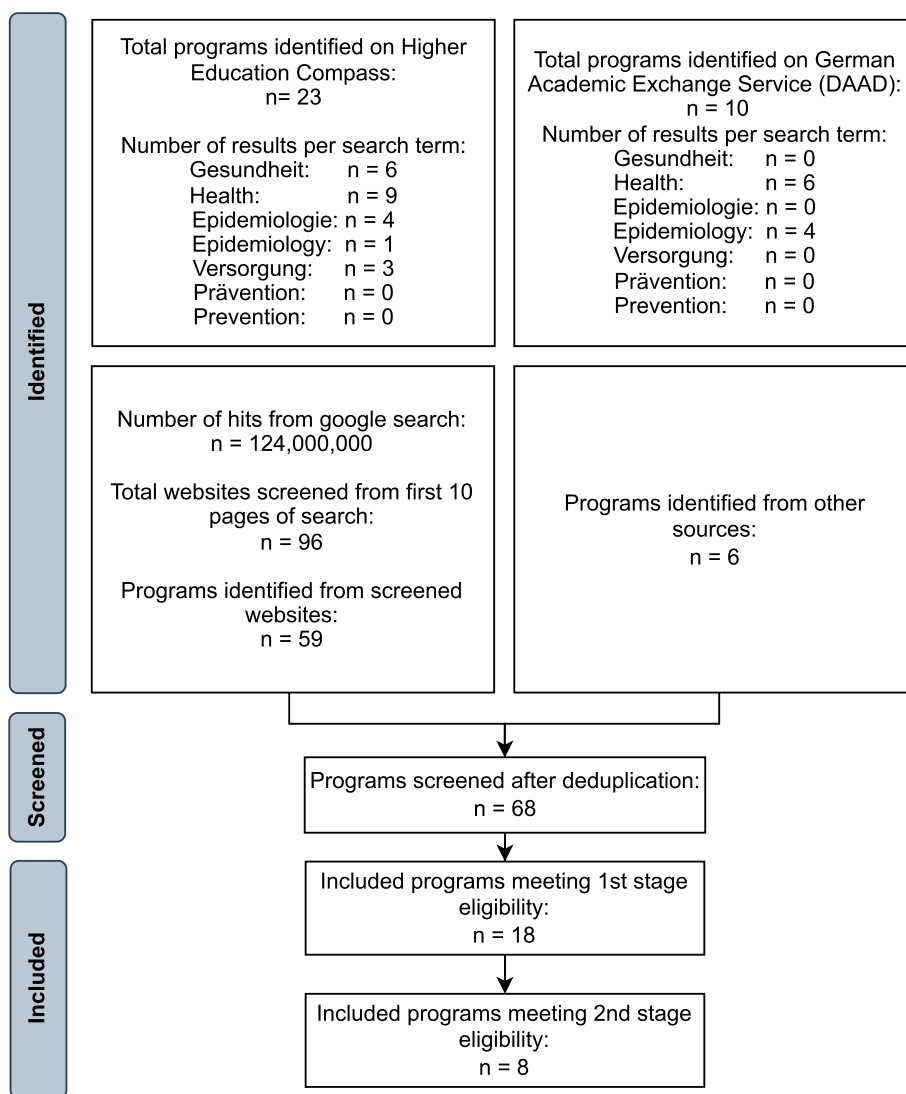 Identified
Total programs identified on Higher
Education Compass:
n= 23
Number of results per search term:
Gesundheit: n = 6
Health: n = 9
Epidemiologie: n = 4
Epidemiology: n = 1
Versorgung: n = 3
Prävention: n = 0
Prevention: n = 0
Total programs identified on German
Academic Exchange Service (DAAD):
n = 10
Number of results per search term:
Gesundheit: n = 0
Health: n = 6
Epidemiologie: n = 0
Epidemiology: n = 4
Versorgung: n = 0
Prävention: n = 0
Prevention: n = 0
Number of hits from google search:
n = 124,000,000
Total websites screened from first 10
pages of search:
n = 96
Programs identified from screened
websites:
n = 59
Programs identified from other
sources:
n = 6
Screened
Programs screened after deduplication:
n = 68
Included
Included programs meeting 1st stage
eligibility:
n = 18
Included programs meeting 2nd stage
eligibility:
n = 8